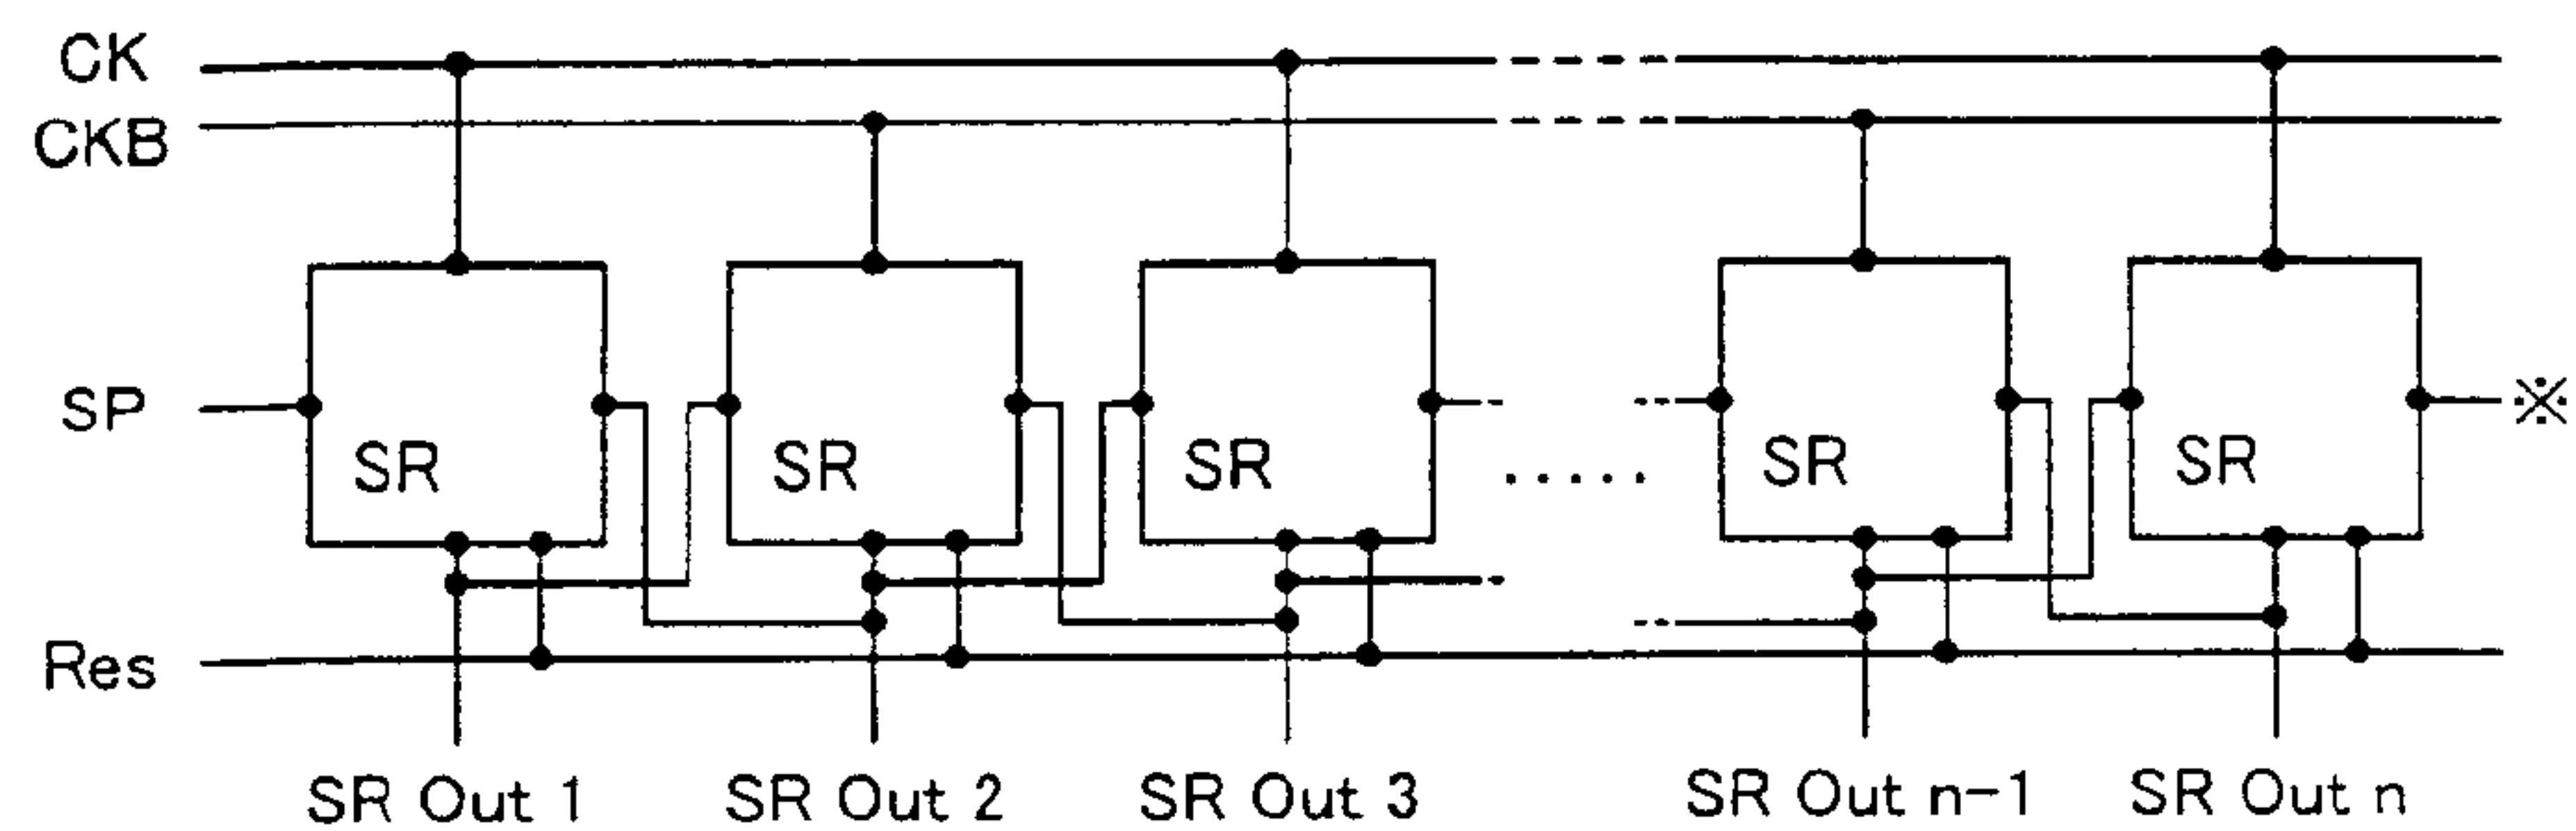 CK
CKB
SP
SR
SR
SR
.....
SR
SR
※
Res
SR Out 1
SR Out 2
SR Out 3
SR Out n-1
SR Out n